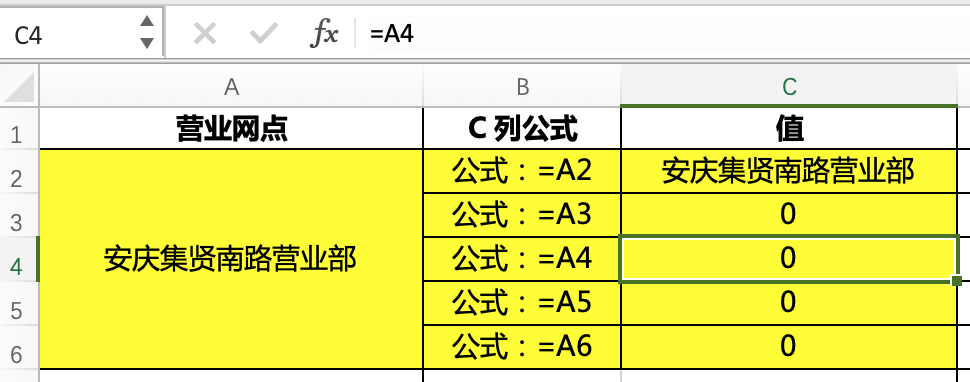 C4 fx =A4
A B C
1 营业网点 C 列公式 值
2 公式：=A2 安庆集贤南路营业部
3 公式：=A3 0
4 安庆集贤南路营业部 公式：=A4 0
5 公式：=A5 0
6 公式：=A6 0